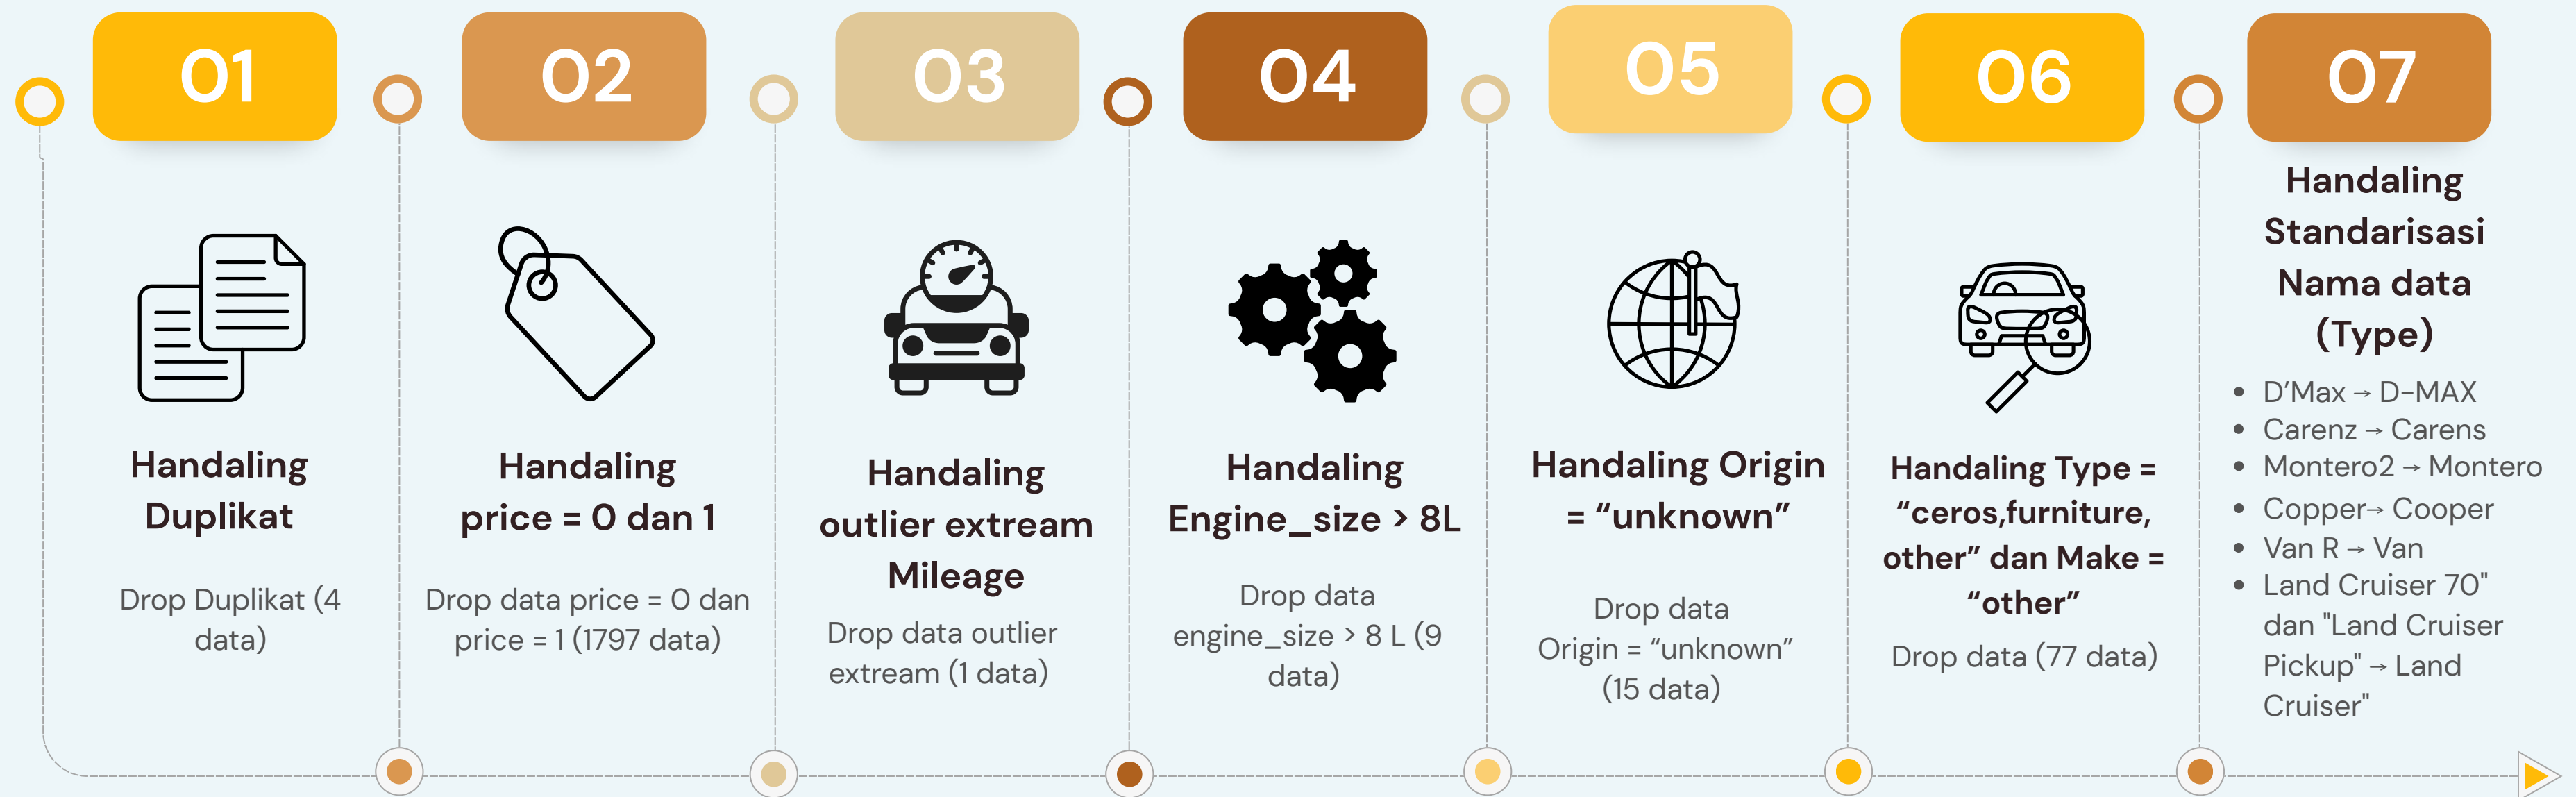 01
Handaling
Duplikat
Drop Duplikat (4
data)
02
Handaling
price = 0 dan 1
Drop data price = 0 dan
price = 1 (1797 data)
03
Handaling
outlier extream
Mileage
Drop data outlier
extream (1 data)
04
Handaling
Engine_size > 8L
Drop data
engine_size > 8 L (9
data)
05
Handaling Origin
= “unknown”
Drop data
Origin = “unknown”
(15 data)
06
Handaling Type =
“ceros,furniture,
other” dan Make =
“other”
Drop data (77 data)
07
Handaling
Standarisasi
Nama data
(Type)
• D’Max → D-MAX
• Carenz → Carens
• Montero2 → Montero
• Copper→ Cooper
• Van R → Van
• Land Cruiser 70"
dan "Land Cruiser
Pickup" → Land
Cruiser"